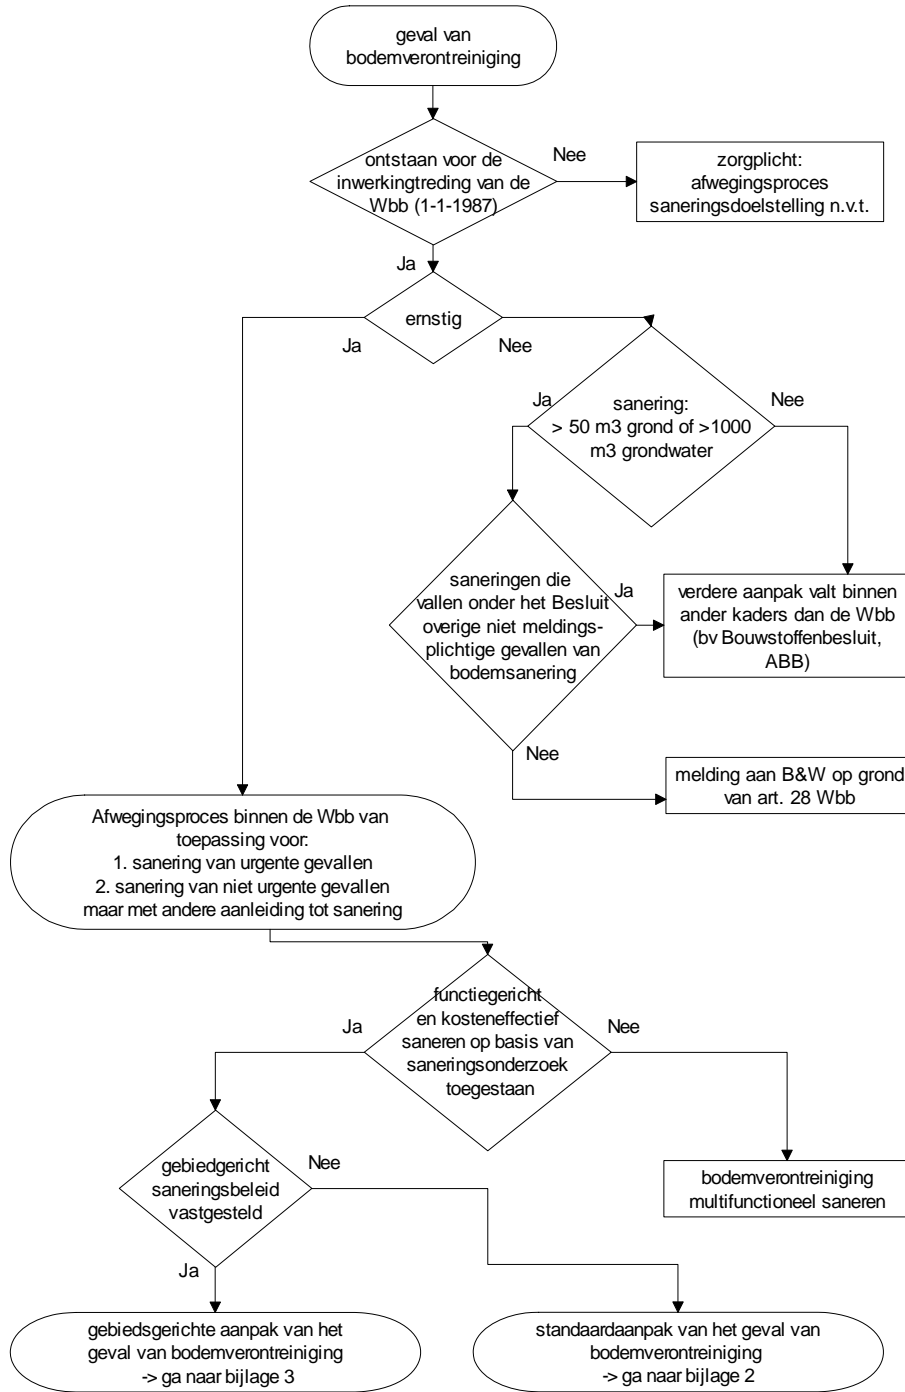 geval van
bodemverontreiniging
ontstaan voor de
inwerkingtreding van de
Wbb (1-1-1987)
Nee
zorgplicht:
afwegingsproces
saneringsdoelstelling n.v.t.
Ja
ernstig
Ja
Nee
sanering:
> 50 m3 grond of >1000
m3 grondwater
Ja
Nee
saneringen die
vallen onder het Besluit
overige niet meldings-
plichtige gevallen van
bodemsanering
Ja
verdere aanpak valt binnen
ander kaders dan de Wbb
(bv Bouwstoffenbesluit,
ABB)
Nee
melding aan B&W op grond
van art. 28 Wbb
Afwegingsproces binnen de Wbb van
toepassing voor:
1. sanering van urgente gevallen
2. sanering van niet urgente gevallen
maar met andere aanleiding tot sanering
functiegericht
en kosteneffectief
saneren op basis van
saneringsonderzoek
toegestaan
Ja
Nee
gebiedgericht
saneringsbeleid
vastgesteld
Nee
bodemverontreiniging
multifunctioneel saneren
Ja
gebiedsgerichte aanpak van het
geval van bodemverontreiniging
-> ga naar bijlage 3
standaardaanpak van het geval van
bodemverontreiniging
-> ga naar bijlage 2